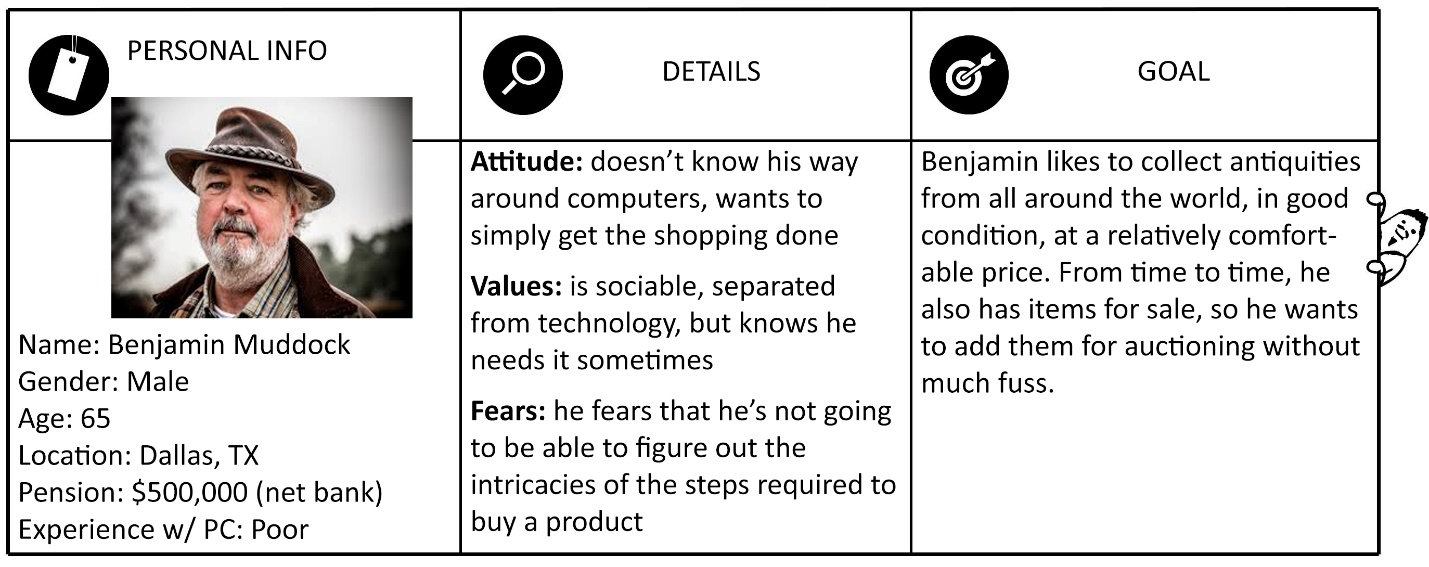 PERSONAL INFO
Name: Benjamin Muddock
Gender: Male
Age: 65
Location: Dallas, TX
Pension: $500,000 (net bank)
Experience w/ PC: Poor
DETAILS
Attitude: doesn’t know his way
around computers, wants to
simply get the shopping done
Values: is sociable, separated
from technology, but knows he
needs it sometimes
Fears: he fears that he’s not going
to be able to figure out the
intricacies of the steps required to
buy a product
GOAL
Benjamin likes to collect antiquities
from all around the world, in good
condition, at a relatively comfort-
able price. From time to time, he
also has items for sale, so he wants
to add them for auctioning without
much fuss.